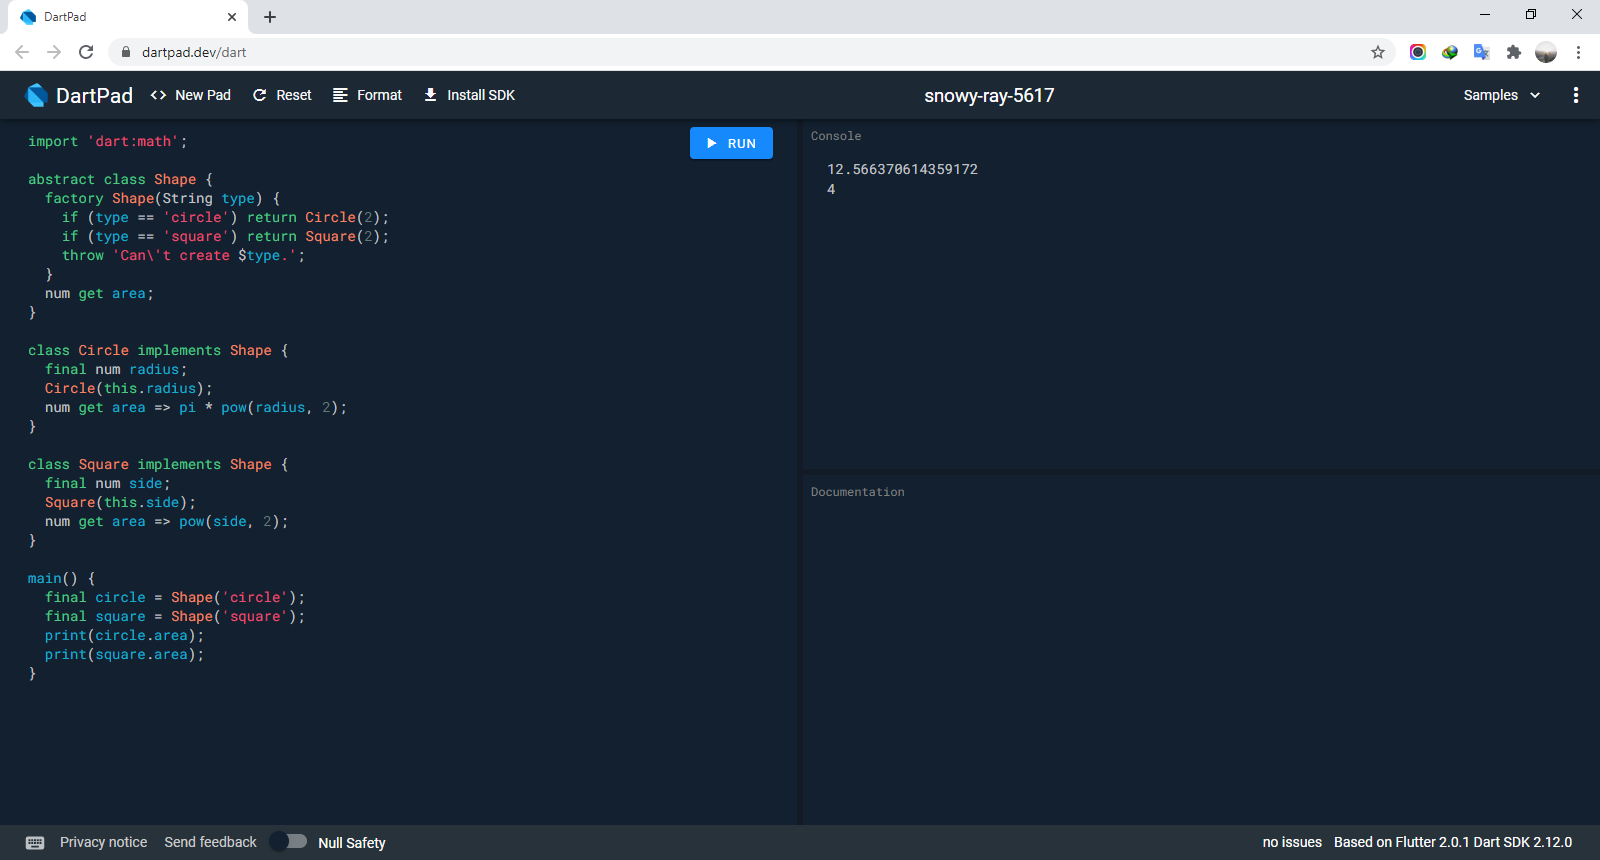 DartPad
dartpad.dev/dart
DartPad
New Pad
Reset
Format
Install SDK
snowy-ray-5617
Samples
import 'dart:math';
abstract class Shape {
  factory Shape(String type) {
    if (type == 'circle') return Circle(2);
    if (type == 'square') return Square(2);
    throw 'Can\'t create $type.';
  }
  num get area;
}
class Circle implements Shape {
  final num radius;
  Circle(this.radius);
  num get area => pi * pow(radius, 2);
}
class Square implements Shape {
  final num side;
  Square(this.side);
  num get area => pow(side, 2);
}
main() {
  final circle = Shape('circle');
  final square = Shape('square');
  print(circle.area);
  print(square.area);
}
RUN
Console
12.566370614359172
4
Documentation
Privacy notice
Send feedback
Null Safety
no issues
Based on Flutter 2.0.1 Dart SDK 2.12.0